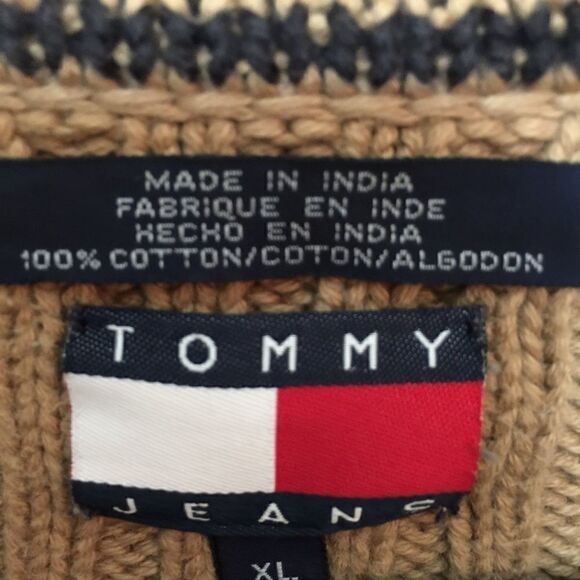 MADE IN INDIA
FABRIQUE EN INDE
HECHO EN INDIA
100% COTTON/COTON/ALGODON
TOMMY
JEANS
XL